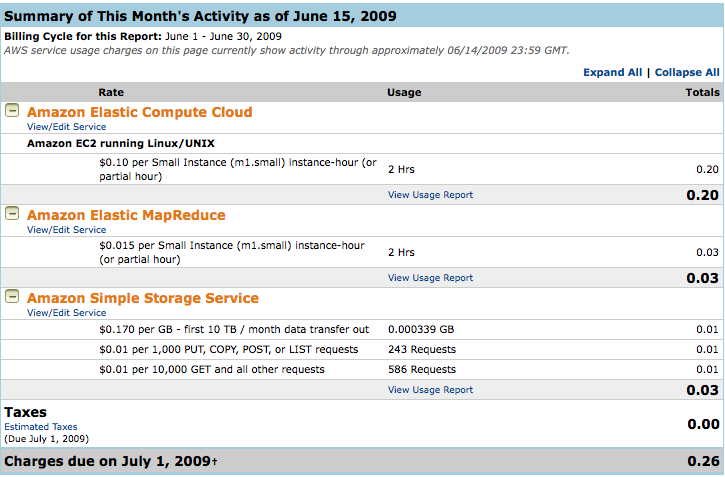 Summary of This Month's Activity as of June 15, 2009
Billing Cycle for this Report: June 1 - June 30, 2009
AWS service usage charges on this page currently show activity through approximately 06/14/2009 23:59 GMT.
Expand All | Collapse All
Rate Usage Totals
Amazon Elastic Compute Cloud
View/Edit Service
Amazon EC2 running Linux/UNIX
$0.10 per Small Instance (m1.small) instance-hour (or
partial hour) 2 Hrs 0.20
View Usage Report 0.20
Amazon Elastic MapReduce
View/Edit Service
$0.015 per Small Instance (m1.small) instance-hour
(or partial hour) 2 Hrs 0.03
View Usage Report 0.03
Amazon Simple Storage Service
View/Edit Service
$0.170 per GB - first 10 TB / month data transfer out 0.000339 GB 0.01
$0.01 per 1,000 PUT, COPY, POST, or LIST requests 243 Requests 0.01
$0.01 per 10,000 GET and all other requests 586 Requests 0.01
View Usage Report 0.03
Taxes
Estimated Taxes
(Due July 1, 2009) 0.00
Charges due on July 1, 2009† 0.26